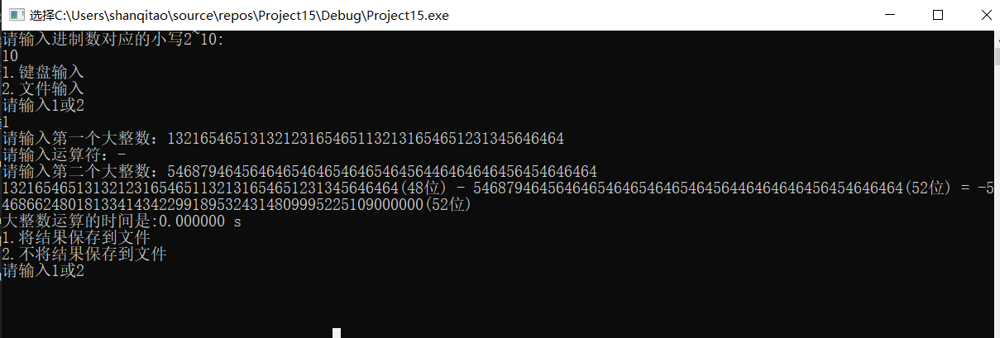 选择C:\Users\shanqitao\source\repos\Project15\Debug\Project15.exe
请输入进制数对应的小写2~10:
10
1.键盘输入
2.文件输入
请输入1或2
1
请输入第一个大整数：132165465131321231654651132131654651231345646464
请输入运算符：-
请输入第二个大整数：5468794645646465464654646546456446464646456454646464
132165465131321231654651132131654651231345646464(48位) - 5468794645646465464654646546456446464646456454646464(52位) = -5
468662480181334143422991895324314809995225109000000(52位)
大整数运算的时间是:0.000000 s
1.将结果保存到文件
2.不将结果保存到文件
请输入1或2